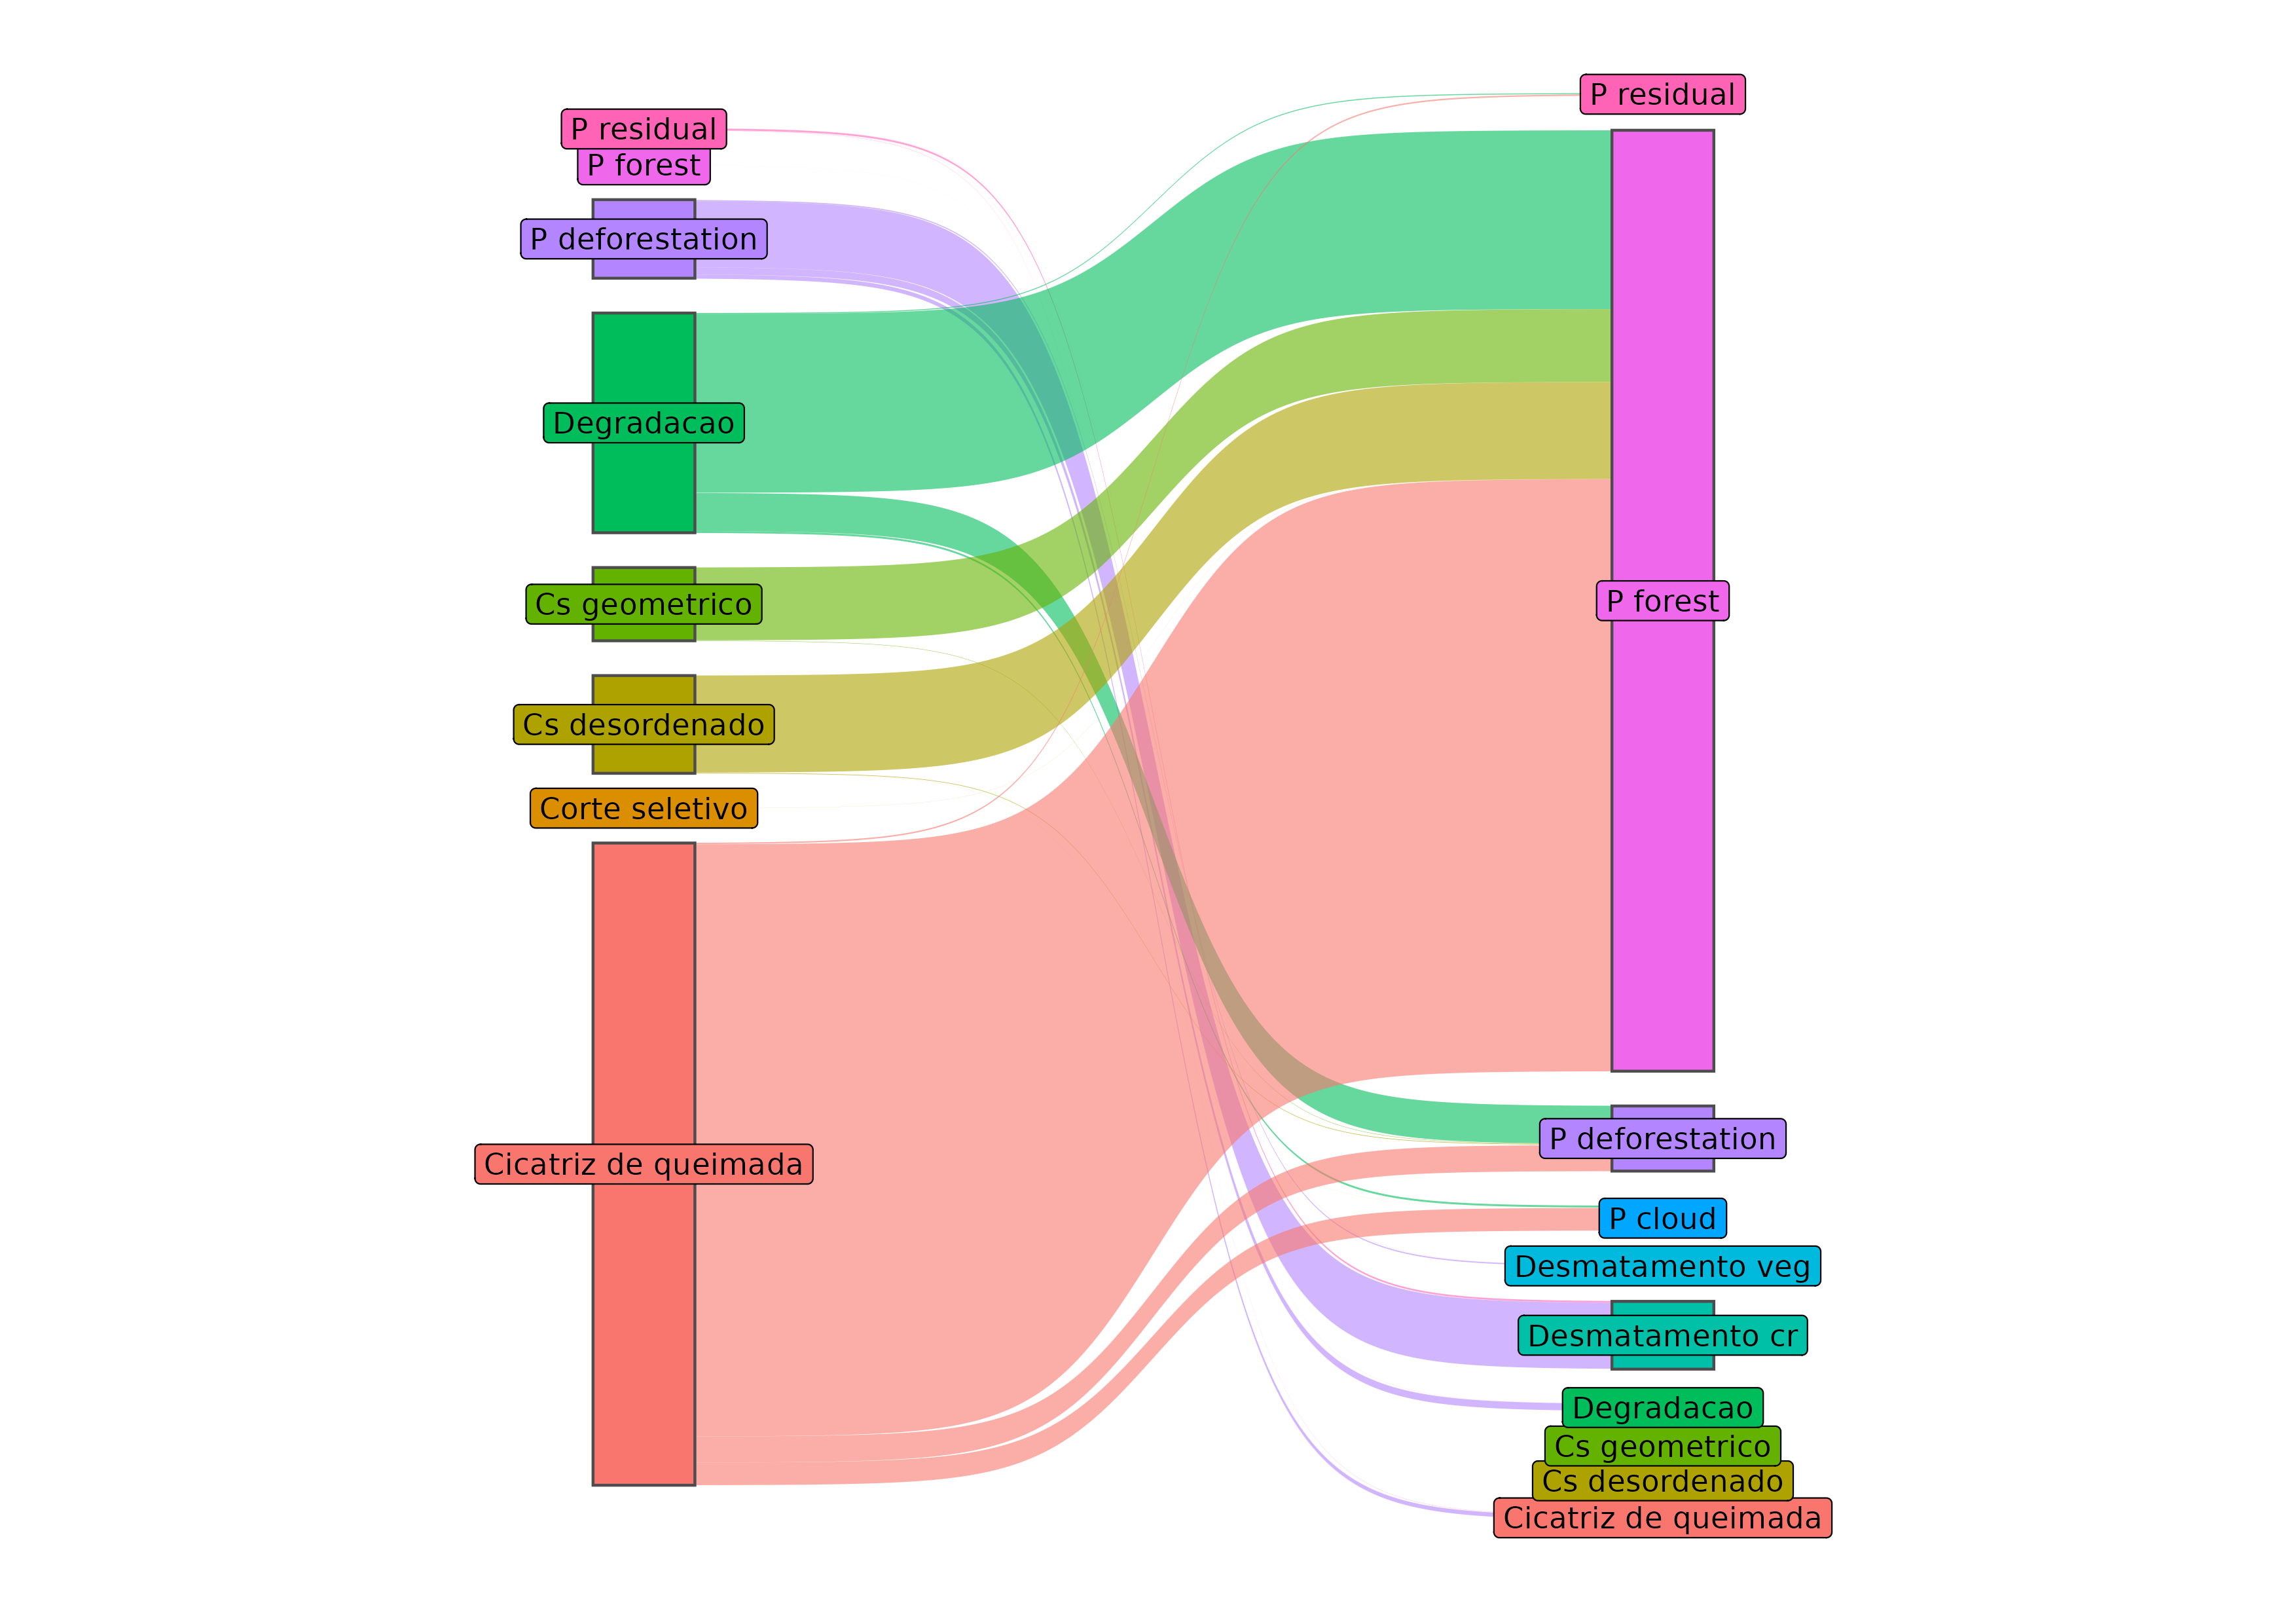 P residual
P forest
P deforestation
Degradacao
Cs geometrico
Cs desordenado
Corte seletivo
Cicatriz de queimada
P residual
P forest
P deforestation
P cloud
Desmatamento veg
Desmatamento cr
Degradacao
Cs geometrico
Cs desordenado
Cicatriz de queimada